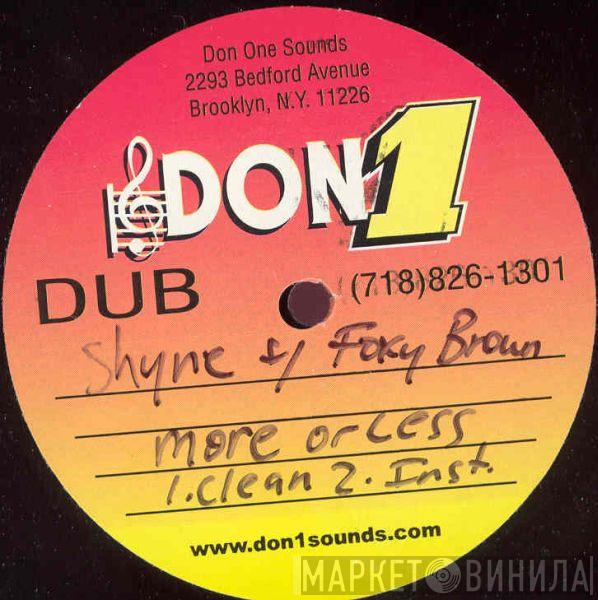 Don One Sounds
2293 Bedford Avenue
Brooklyn, N.Y. 11226
DON1
DUB
(718)826-1301
Shyne f/ Foxy Brown
More or Less
1. Clean 2. Inst.
www.don1sounds.com
МАРКЕТ ВИНИЛА